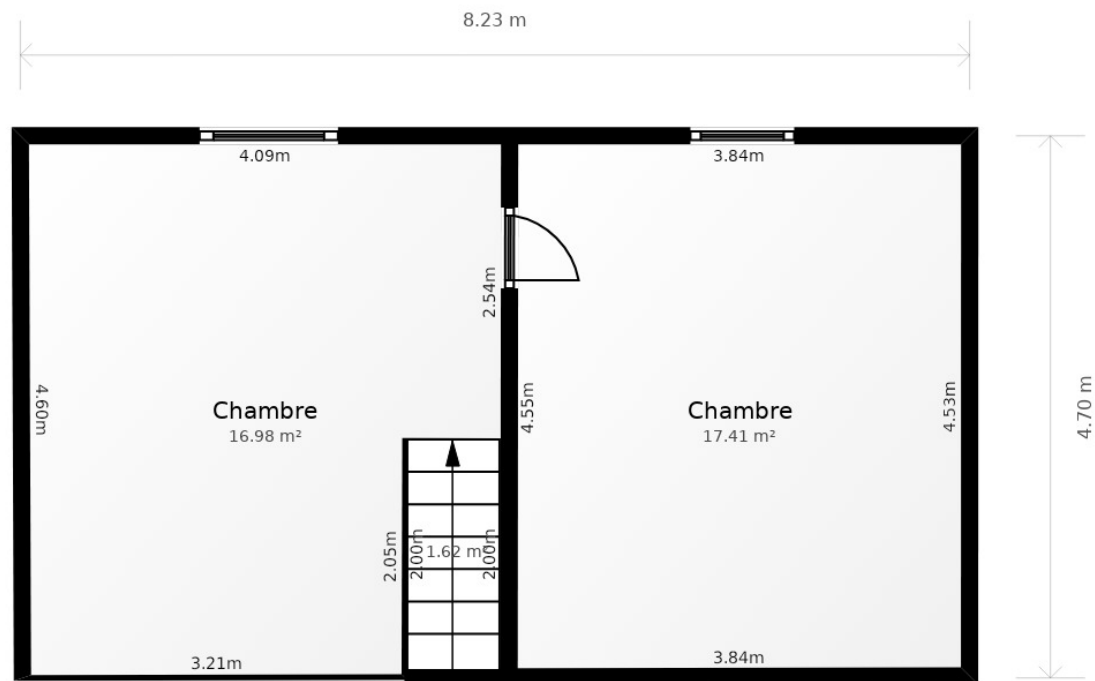 8.23 m
4.09m
3.84m
2.54m
4.60m
Chambre
16.98 m²
4.55m
Chambre
17.41 m²
4.53m
4.70 m
2.05m
2.00m
1.62 m²
2.00m
3.21m
3.84m